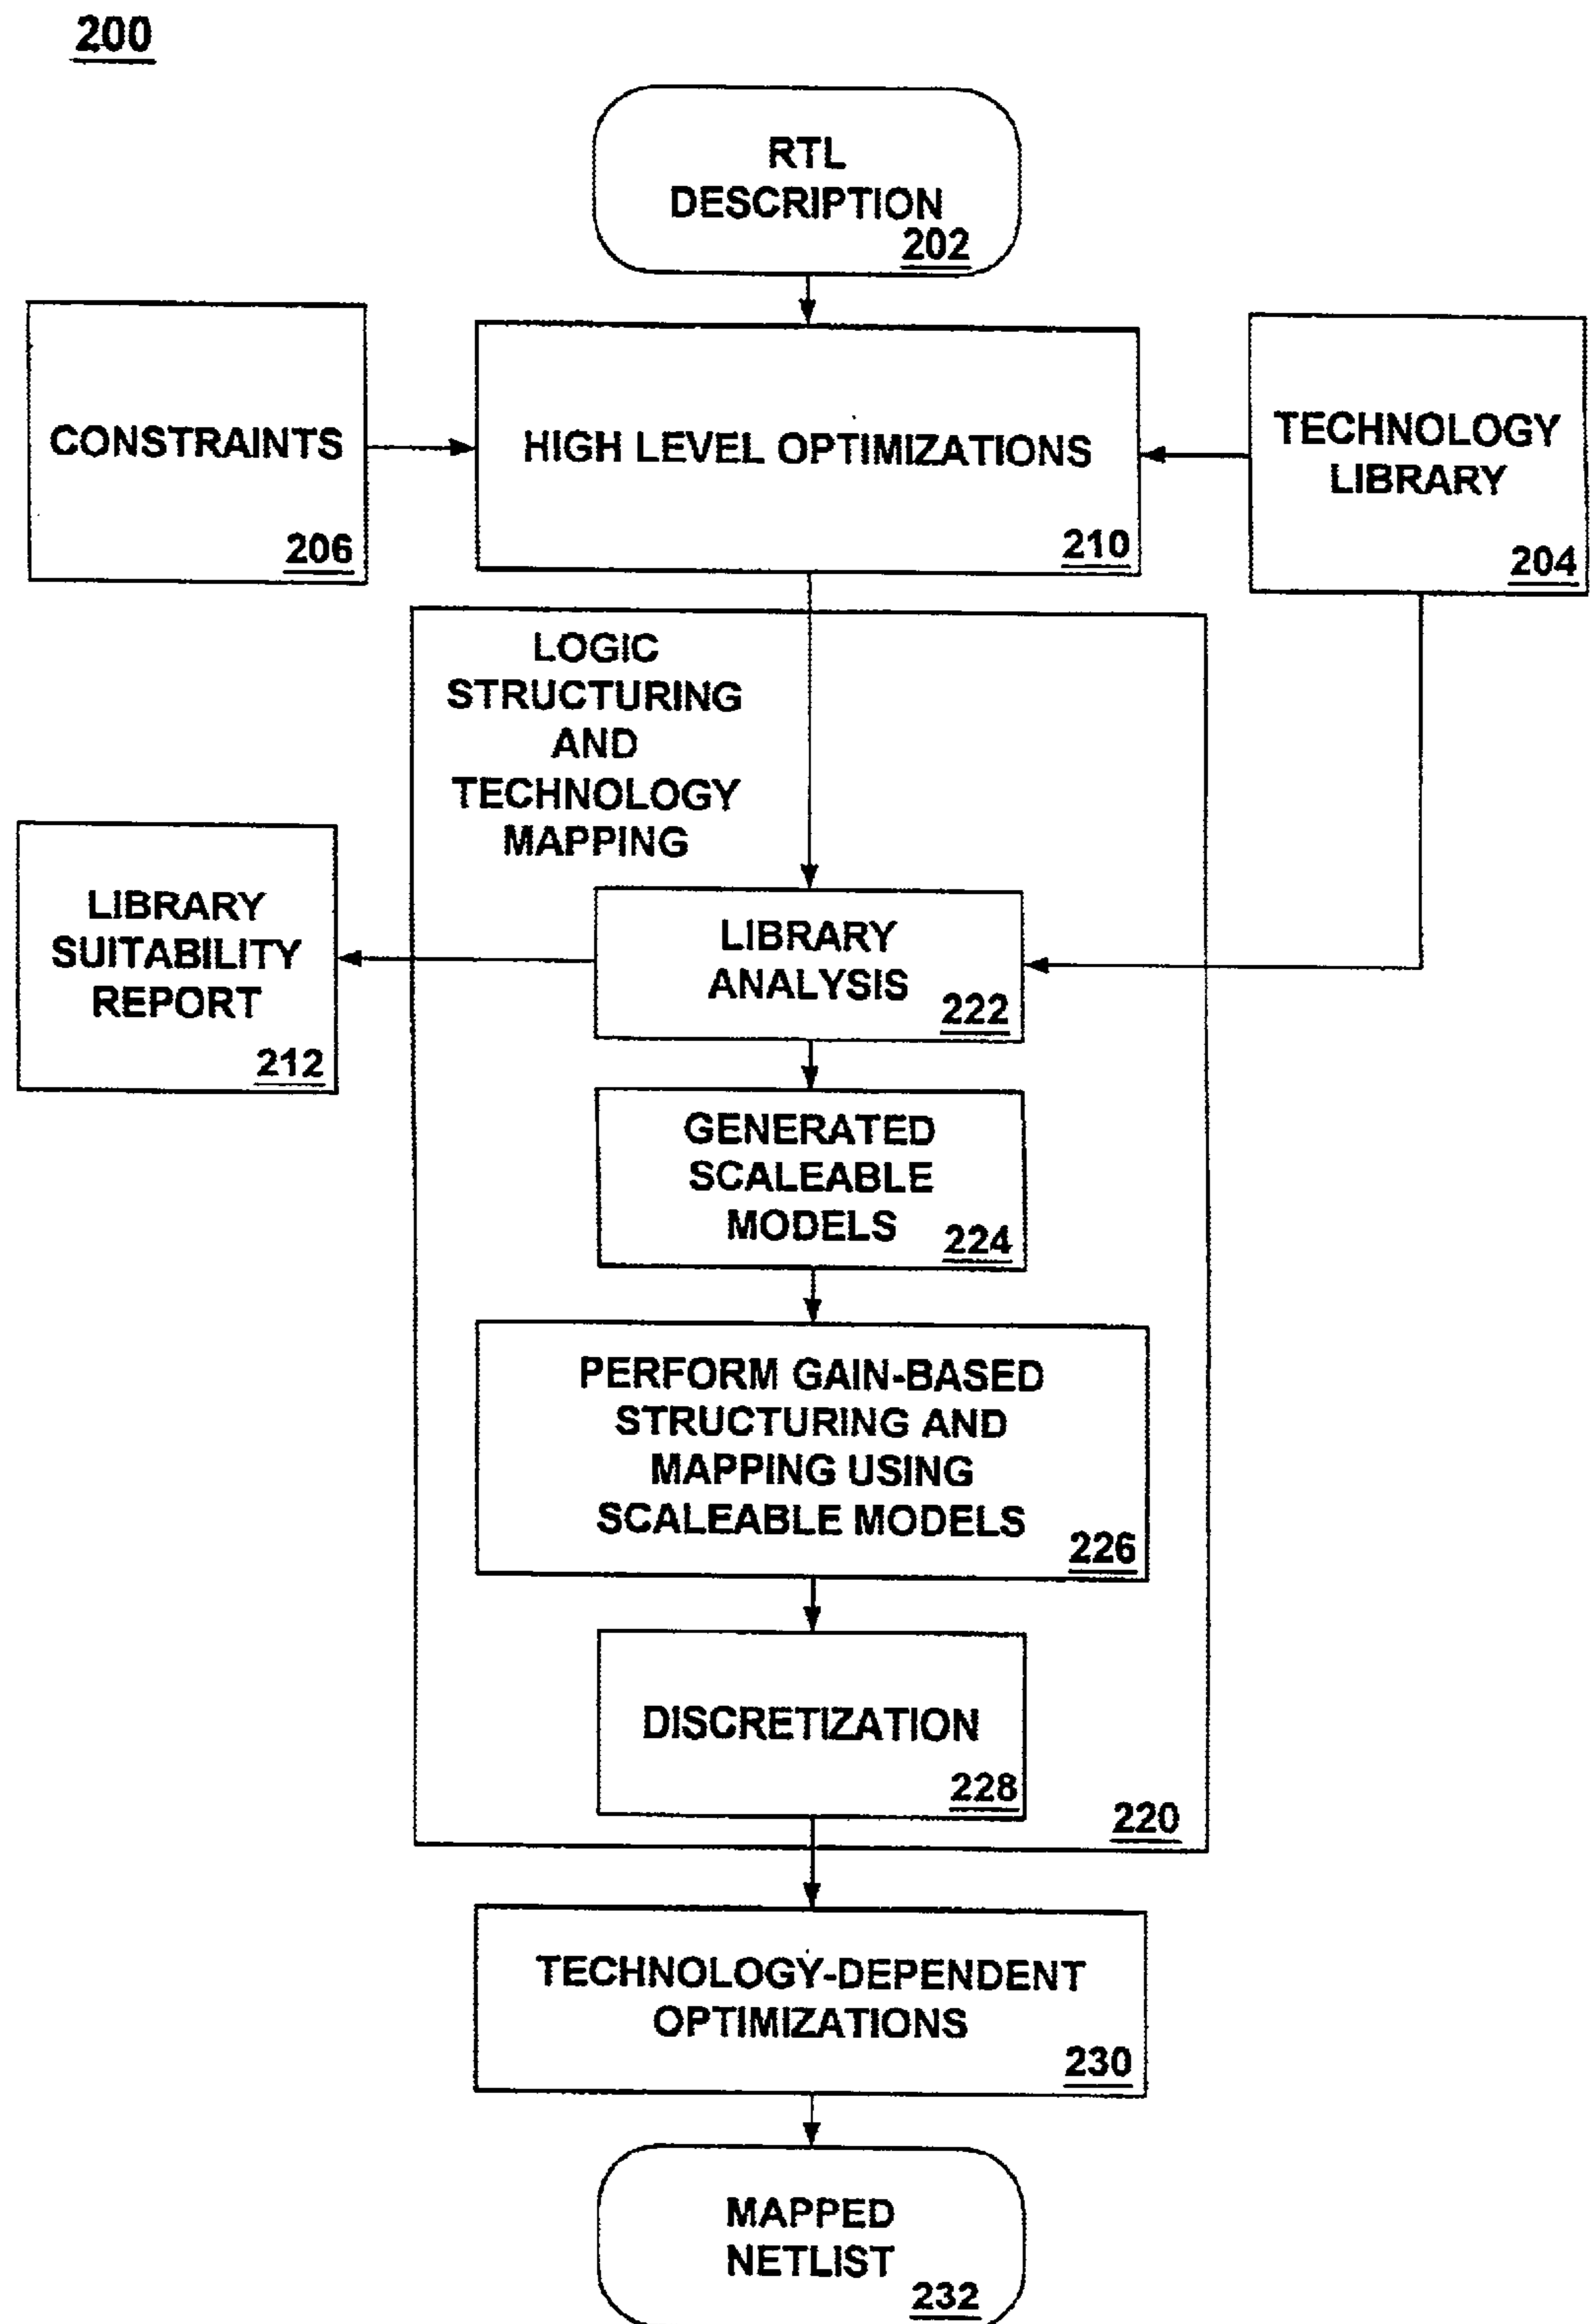 200
RTL
DESCRIPTION
202
CONSTRAINTS
206
HIGH LEVEL OPTIMIZATIONS
210
TECHNOLOGY
LIBRARY
204
LOGIC
STRUCTURING
AND
TECHNOLOGY
MAPPING
LIBRARY
SUITABILITY
REPORT
212
LIBRARY
ANALYSIS
222
GENERATED
SCALEABLE
MODELS
224
PERFORM GAIN-BASED
STRUCTURING AND
MAPPING USING
SCALEABLE MODELS
226
DISCRETIZATION
228
220
TECHNOLOGY-DEPENDENT
OPTIMIZATIONS
230
MAPPED
NETLIST
232